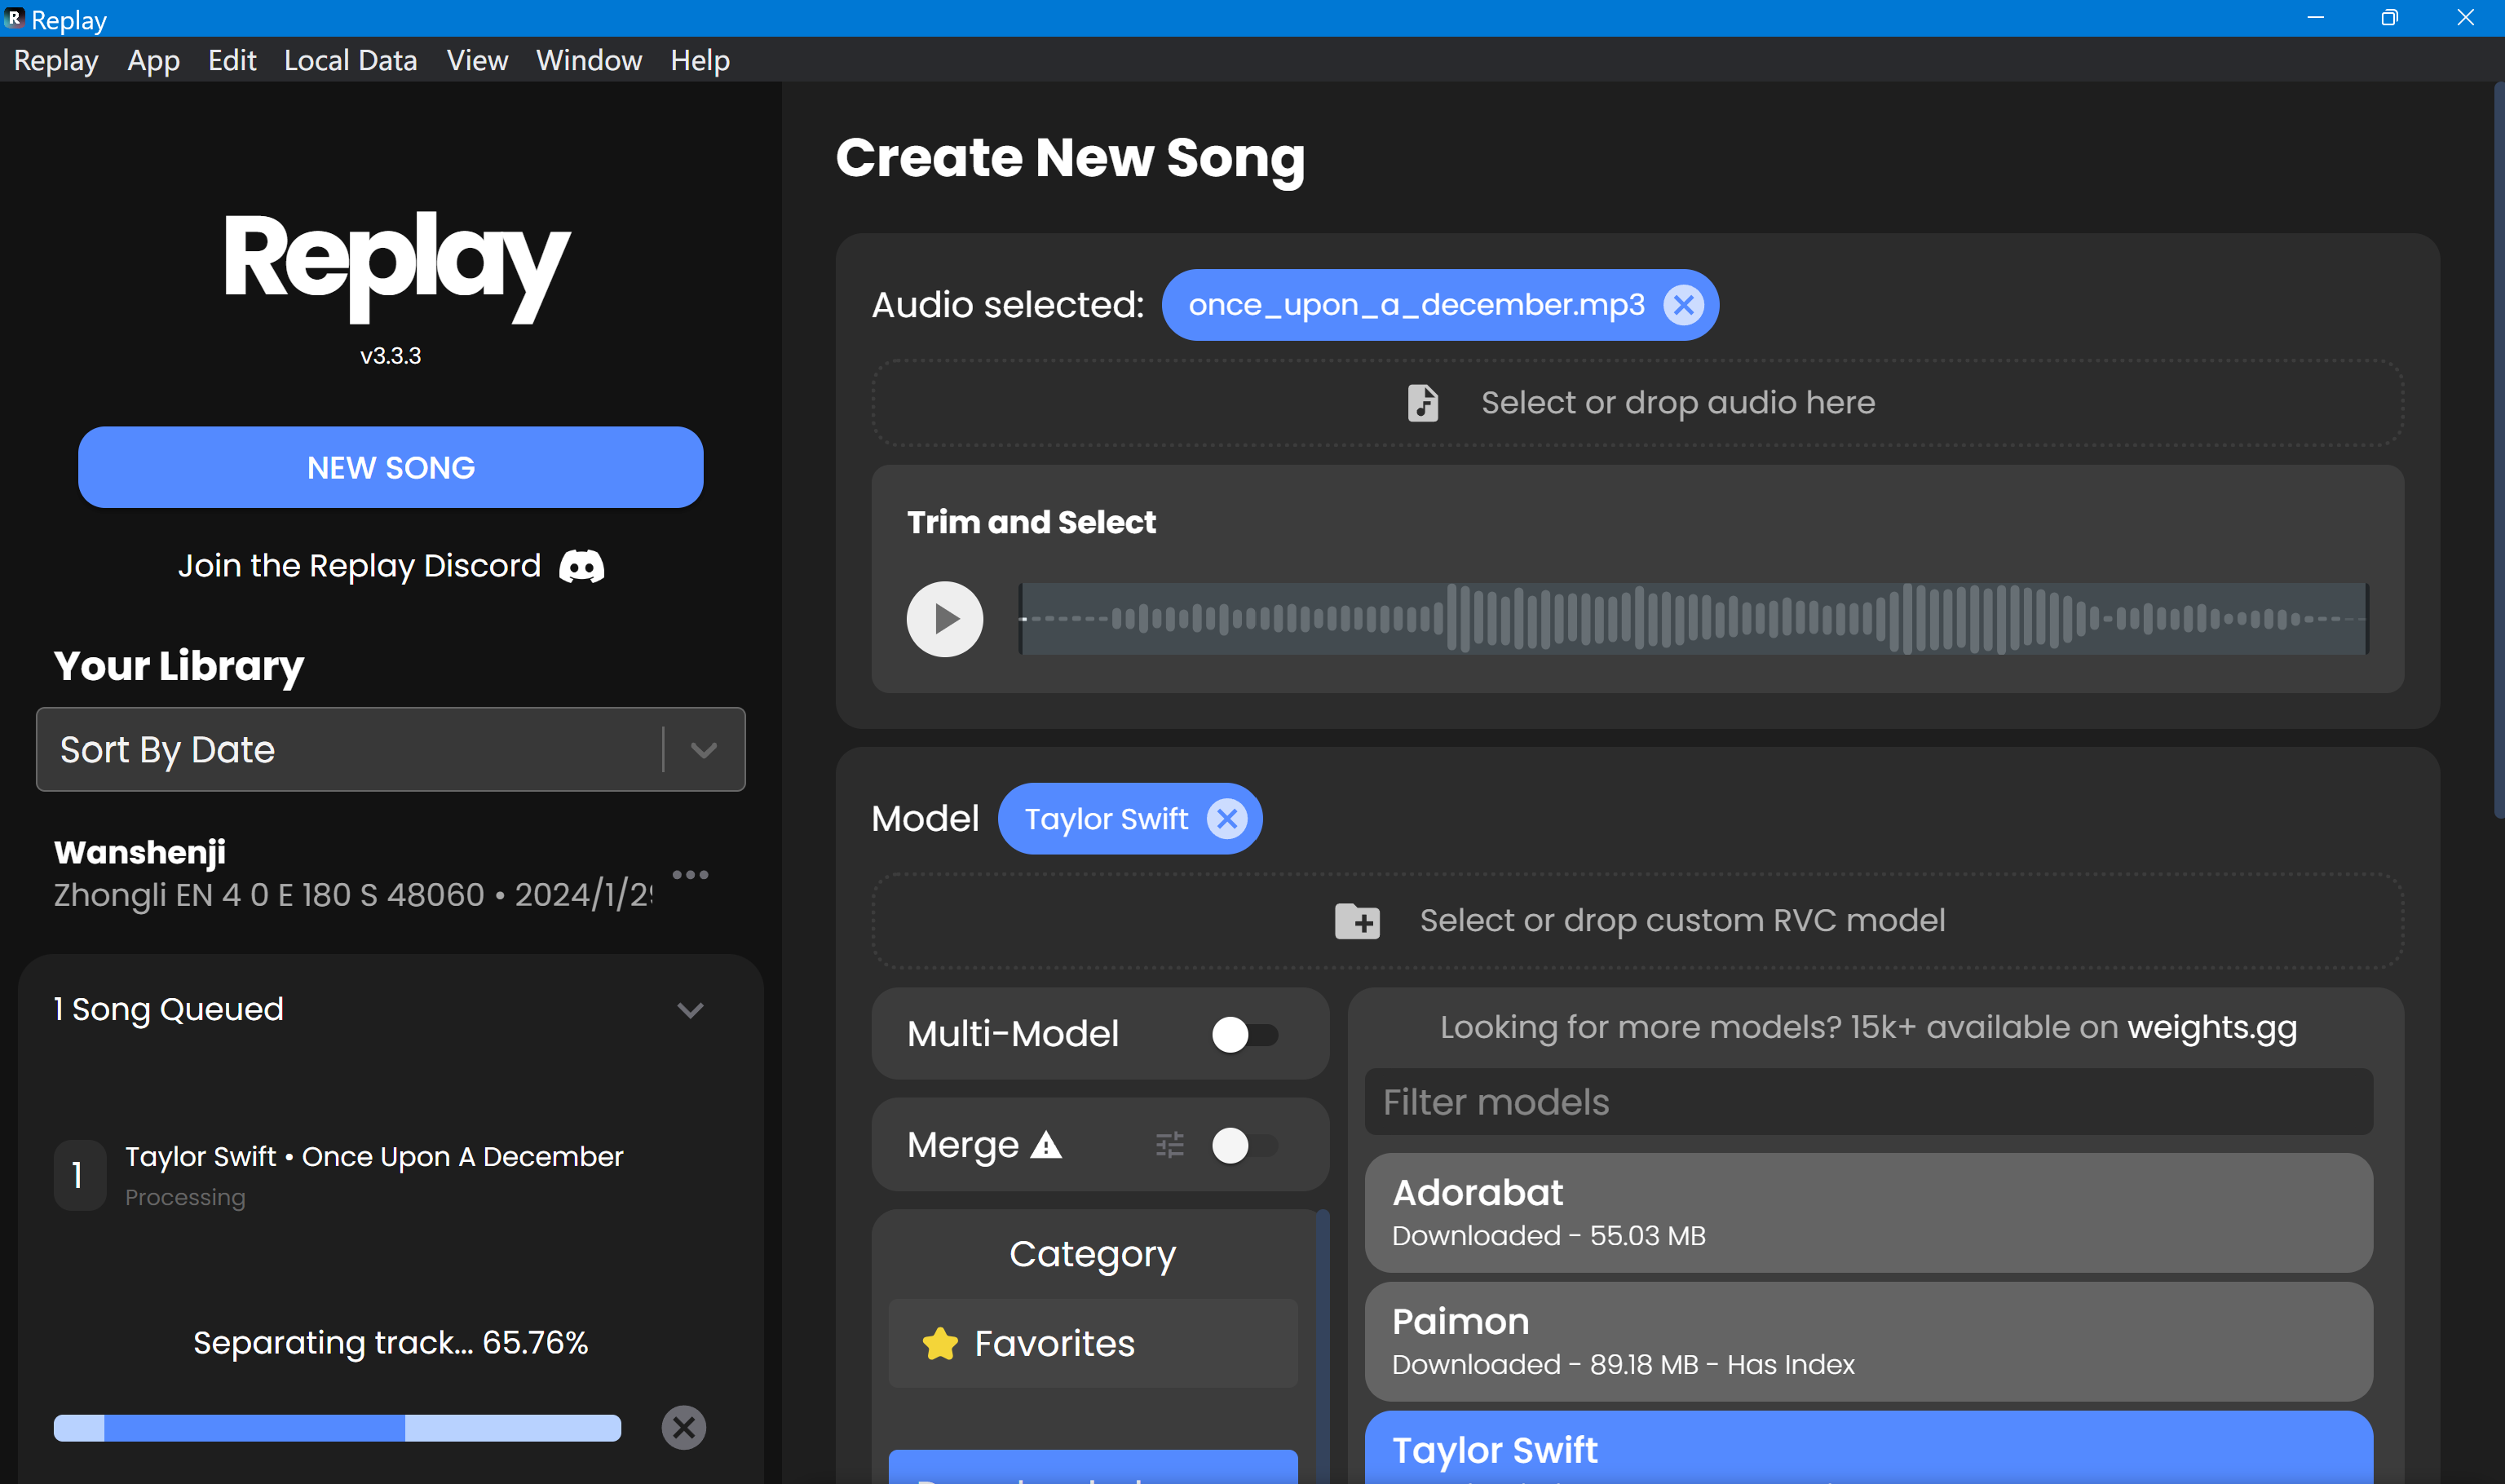 Replay
Replay App Edit Local Data View Window Help
Replay
v3.3.3
NEW SONG
Join the Replay Discord
Your Library
Sort By Date
Wanshenji
Zhongli EN 4 0 E 180 S 48060 • 2024/1/2
1 Song Queued
1
Taylor Swift • Once Upon A December
Processing
Separating track... 65.76%
Create New Song
Audio selected: once_upon_a_december.mp3
Select or drop audio here
Trim and Select
Model Taylor Swift
Select or drop custom RVC model
Multi-Model
Merge
Category
Favorites
Looking for more models? 15k+ available on weights.gg
Filter models
Adorabat
Downloaded - 55.03 MB
Paimon
Downloaded - 89.18 MB - Has Index
Taylor Swift